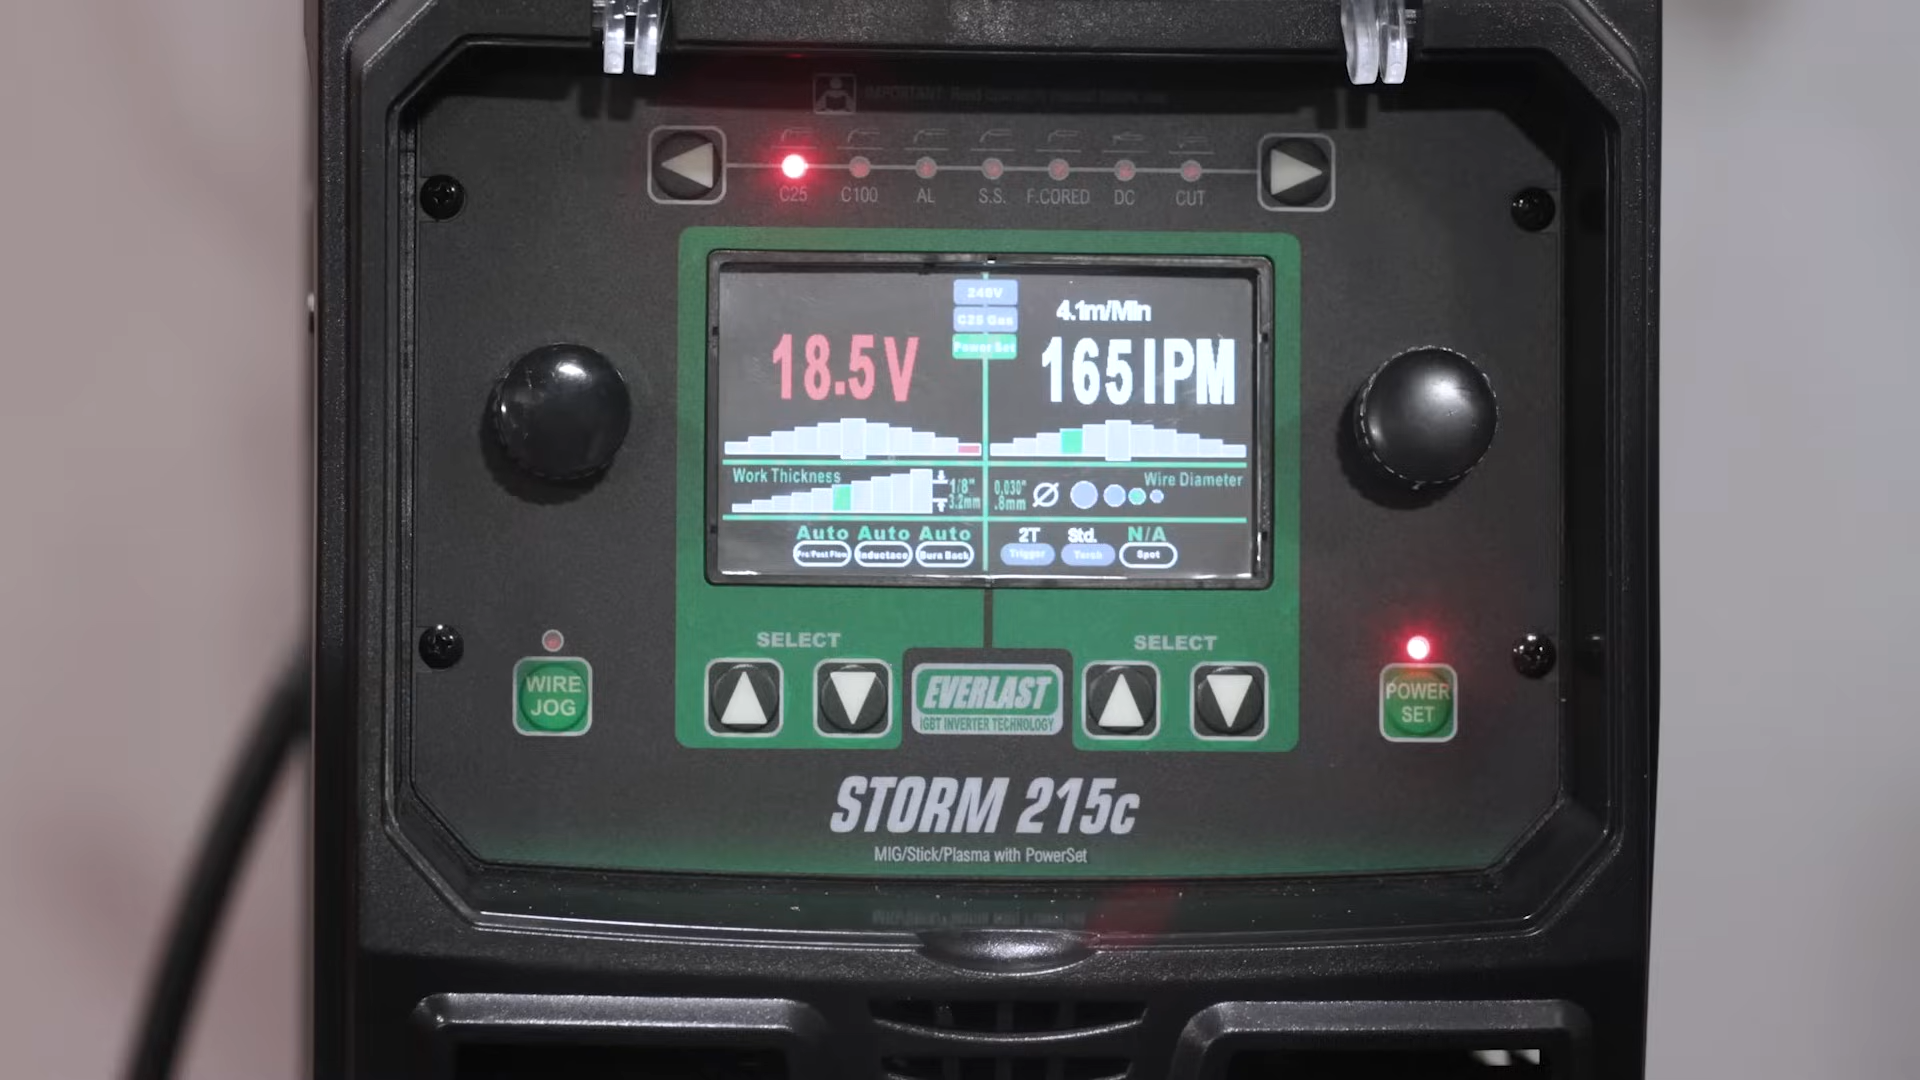 IMPORTANT: Read
C25 C100 AL S.S. F.CORED DC CUT
240V
C25 Gas
Power Set
18.5V
4.1m/Min
165IPM
Work Thickness
1/8"
3.2mm
0.030"
.8mm
Wire Diameter
Auto Auto Auto
Pre/Post Flow Inductace Burn Back
2T Std. N/A
Trigger Torch Spot
SELECT
SELECT
WIRE
JOG
EVERLAST
IGBT INVERTER TECHNOLOGY
POWER
SET
STORM 215c
MIG/Stick/Plasma with PowerSet